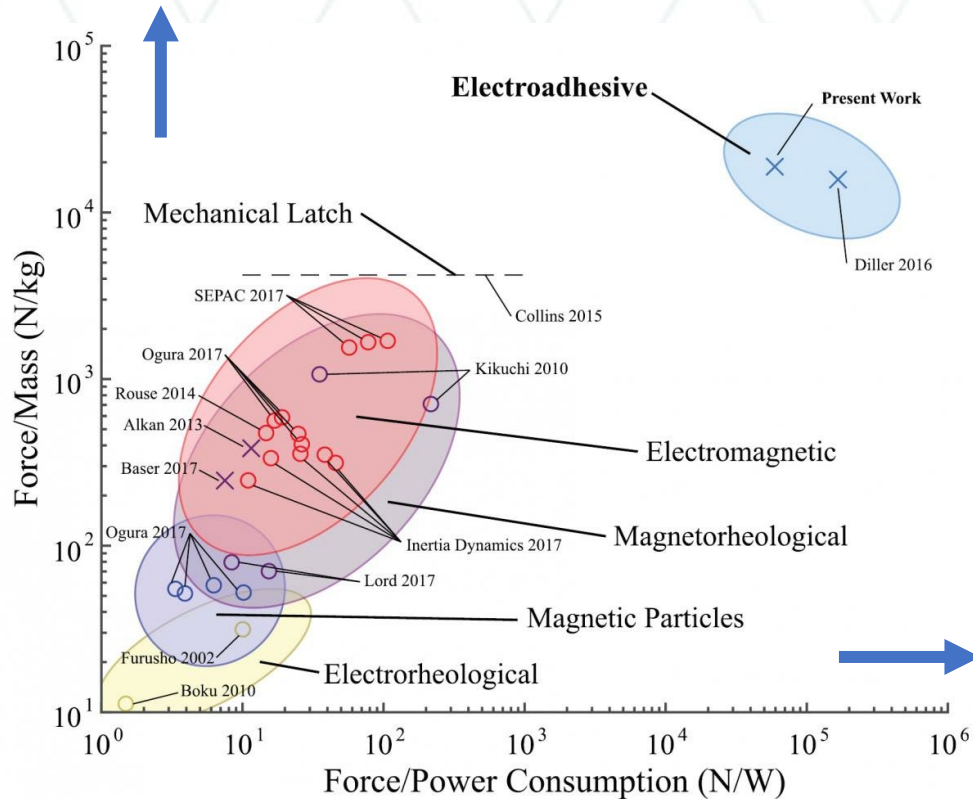 10^5
Electroadhesive
Present Work
10^4
Mechanical Latch
Diller 2016
SEPAC 2017
Collins 2015
Ogura 2017
Kikuchi 2010
10^3
Rouse 2014
Alkan 2013
Electromagnetic
Baser 2017
Force/Mass (N/kg)
Ogura 2017
Inertia Dynamics 2017
Magnetorheological
10^2
Lord 2017
Magnetic Particles
Furusho 2002
Electrorheological
Boku 2010
10^1
10^0 10^1 10^2 10^3 10^4 10^5 10^6
Force/Power Consumption (N/W)